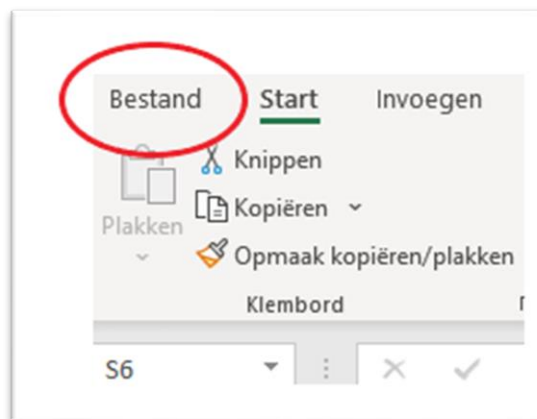 Bestand Start Invoegen
Knippen
Kopiëren
Plakken
Opmaak kopiëren/plakken
Klembord
S6